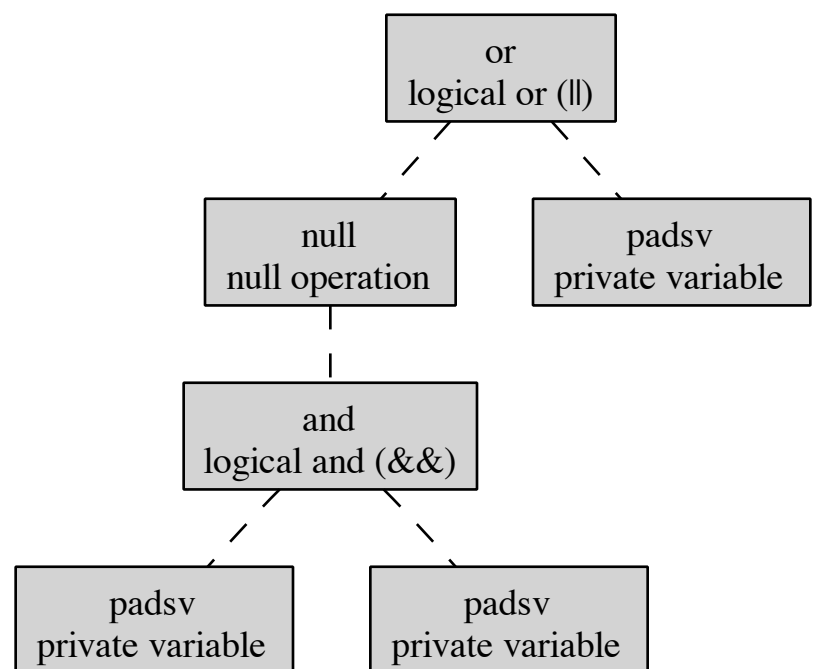 or
logical or (||)
null
null operation
padsv
private variable
and
logical and (&&)
padsv
private variable
padsv
private variable